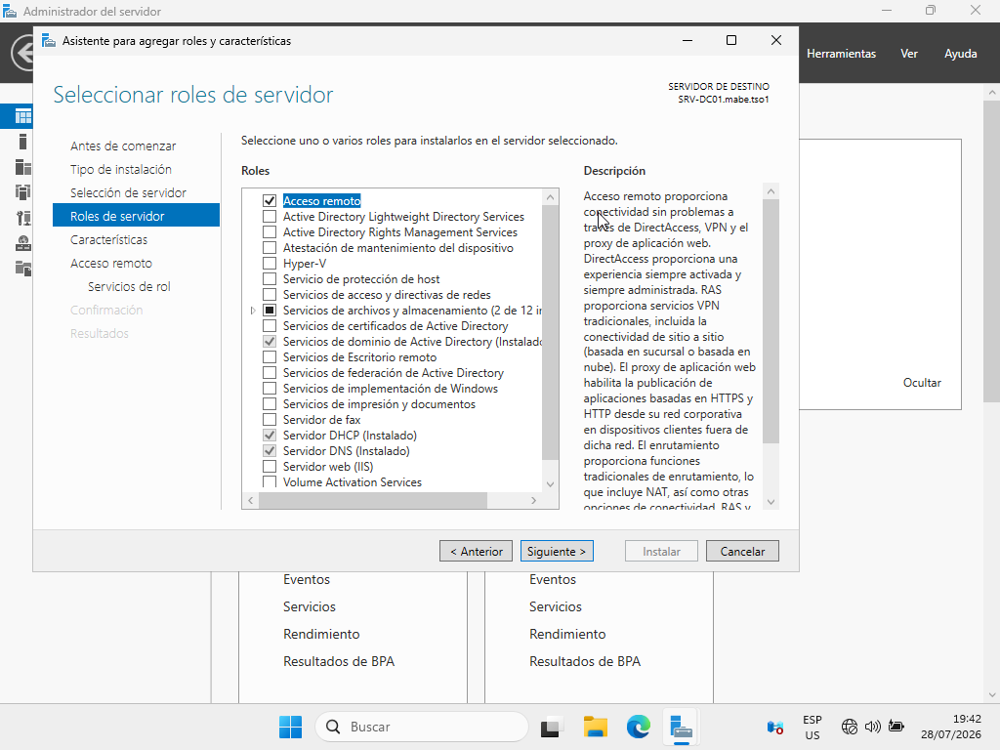 Administrador del servidor
Asistente para agregar roles y características
Herramientas
Ver
Ayuda
Seleccionar roles de servidor
SERVIDOR DE DESTINO
SRV-DC01.mabe.tso1
Antes de comenzar
Tipo de instalación
Selección de servidor
Roles de servidor
Características
Acceso remoto
Servicios de rol
Confirmación
Resultados
Seleccione uno o varios roles para instalarlos en el servidor seleccionado.
Roles
Acceso remoto
Active Directory Lightweight Directory Services
Active Directory Rights Management Services
Atestación de mantenimiento del dispositivo
Hyper-V
Servicio de protección de host
Servicios de acceso y directivas de redes
Servicios de archivos y almacenamiento (2 de 12 in
Servicios de certificados de Active Directory
Servicios de dominio de Active Directory (Instalado
Servicios de Escritorio remoto
Servicios de federación de Active Directory
Servicios de implementación de Windows
Servicios de impresión y documentos
Servidor de fax
Servidor DHCP (Instalado)
Servidor DNS (Instalado)
Servidor web (IIS)
Volume Activation Services
Descripción
Acceso remoto proporciona
conectividad sin problemas a
través de DirectAccess, VPN y el
proxy de aplicación web.
DirectAccess proporciona una
experiencia siempre activada y
siempre administrada. RAS
proporciona servicios VPN
tradicionales, incluida la
conectividad de sitio a sitio
(basada en sucursal o basada en
nube). El proxy de aplicación web
habilita la publicación de
aplicaciones basadas en HTTPS y
HTTP desde su red corporativa
en dispositivos clientes fuera de
dicha red. El enrutamiento
proporciona funciones
tradicionales de enrutamiento, lo
que incluye NAT, así como otras
opciones de conectividad. RAS y
Ocultar
< Anterior
Siguiente >
Instalar
Cancelar
Eventos
Servicios
Rendimiento
Resultados de BPA
Eventos
Servicios
Rendimiento
Resultados de BPA
Buscar
ESP
US
19:42
28/07/2026